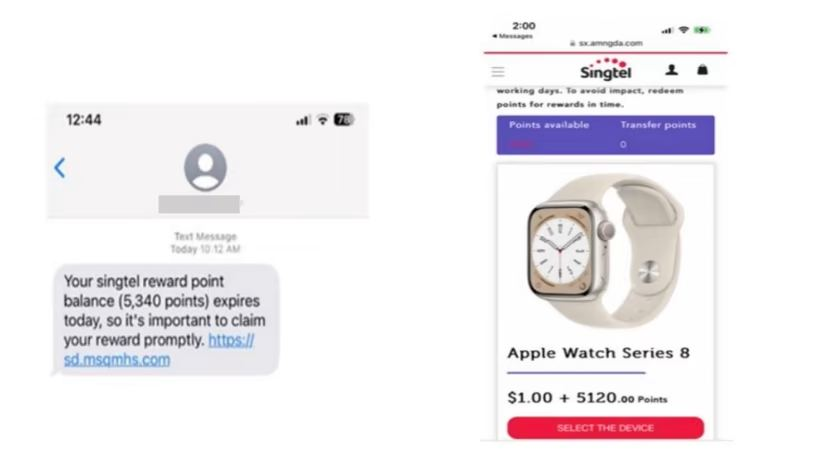 12:44
78
Text Message
Today 10:12 AM
Your singtel reward point
balance (5,340 points) expires
today, so it's important to claim
your reward promptly. https://
sd.msqmhs.com
2:00
Messages
sx.amngda.com
Singtel
working days. To avoid impact, redeem
points for rewards in time.
Points available Transfer points
0
Apple Watch Series 8
$1.00 + 5120.00 Points
SELECT THE DEVICE